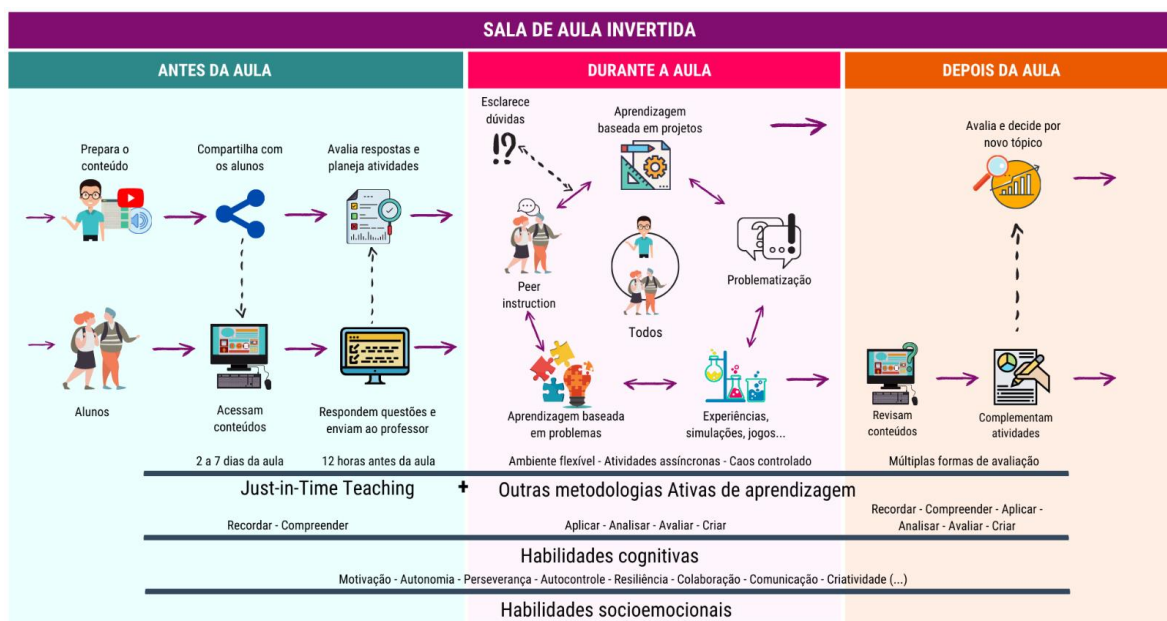 SALA DE AULA INVERTIDA
ANTES DA AULA
Prepara o
conteúdo
Compartilha com
os alunos
Avalia respostas e
planeja atividades
Alunos
Acessam
conteúdos
Respondem questões e
enviam ao professor
2 a 7 dias da aula
12 horas antes da aula
DURANTE A AULA
Esclarece
dúvidas
!?
Aprendizagem
baseada em projetos
Peer
instruction
Todos
Problematização
Aprendizagem baseada
em problemas
Experiências,
simulações, jogos...
Ambiente flexível - Atividades assíncronas - Caos controlado
DEPOIS DA AULA
Avalia e decide por
novo tópico
Revisam
conteúdos
Complementam
atividades
Múltiplas formas de avaliação
Just-in-Time Teaching + Outras metodologias Ativas de aprendizagem
Recordar - Compreender
Aplicar - Analisar - Avaliar - Criar
Recordar - Compreender - Aplicar -
Analisar - Avaliar - Criar
Habilidades cognitivas
Motivação - Autonomia - Perseverança - Autocontrole - Resiliência - Colaboração - Comunicação - Criatividade (...)
Habilidades socioemocionais